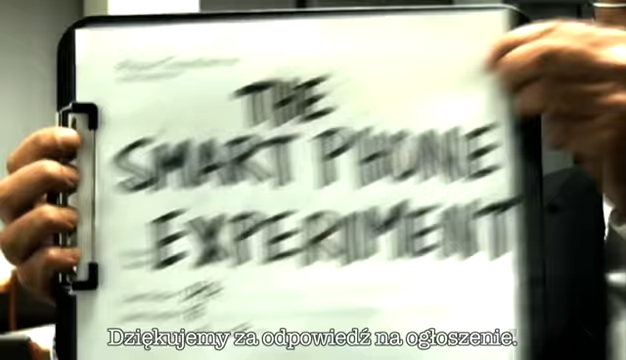 THE
SMART PHONE
EXPERIMENT
Dziękujemy za odpowiedź na ogłoszenie.